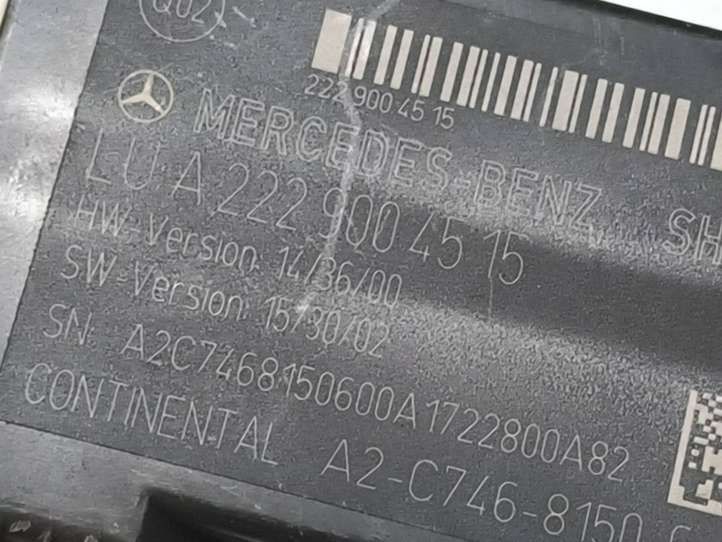 Q02
222 900 45 15
MERCEDES-BENZ SH
LU A 222 900 45 15
HW-Version: 14/36/00
SW-Version: 15/30/02
SN: A2C7468150600A1722800A82
CONTINENTAL A2-C746-8150